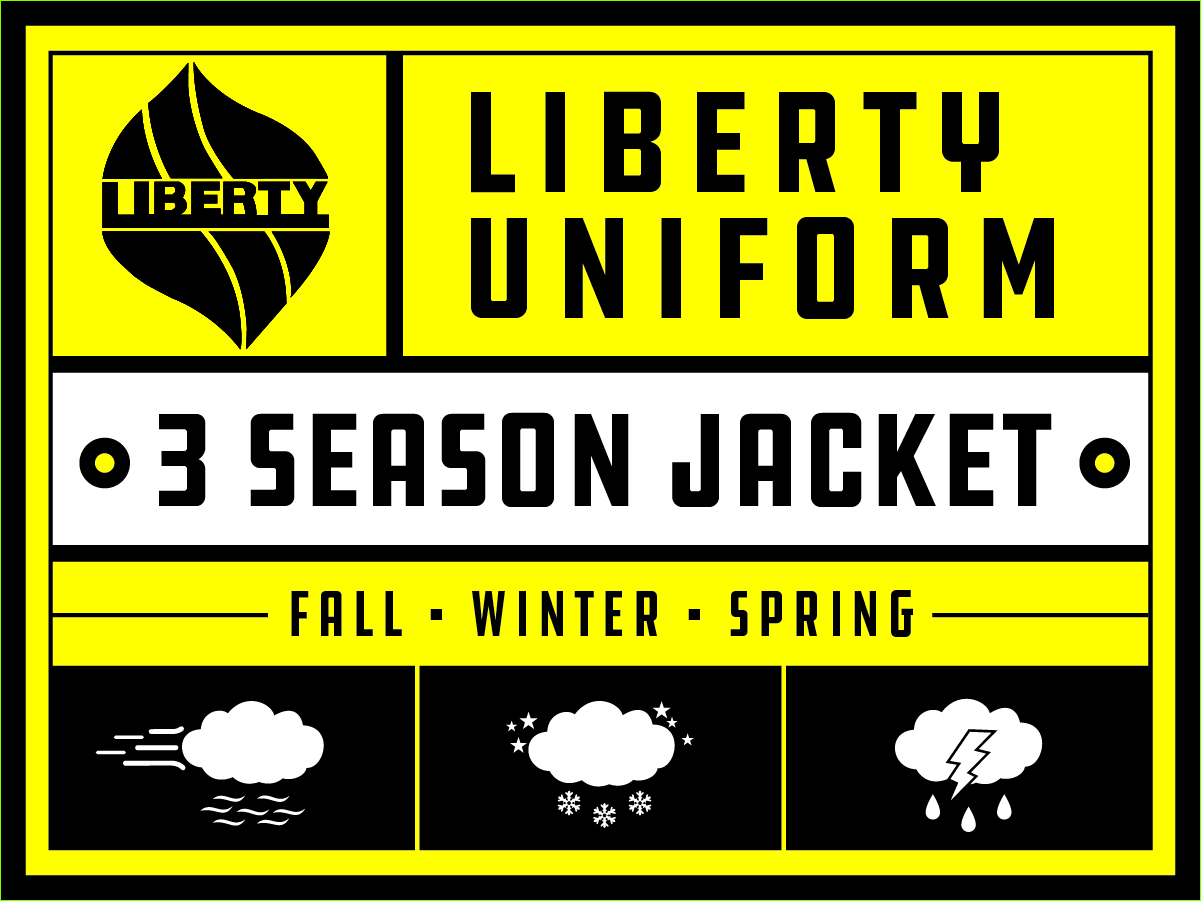 LIBERTY
LIBERTY
UNIFORM
3 SEASON JACKET
FALL · WINTER · SPRING